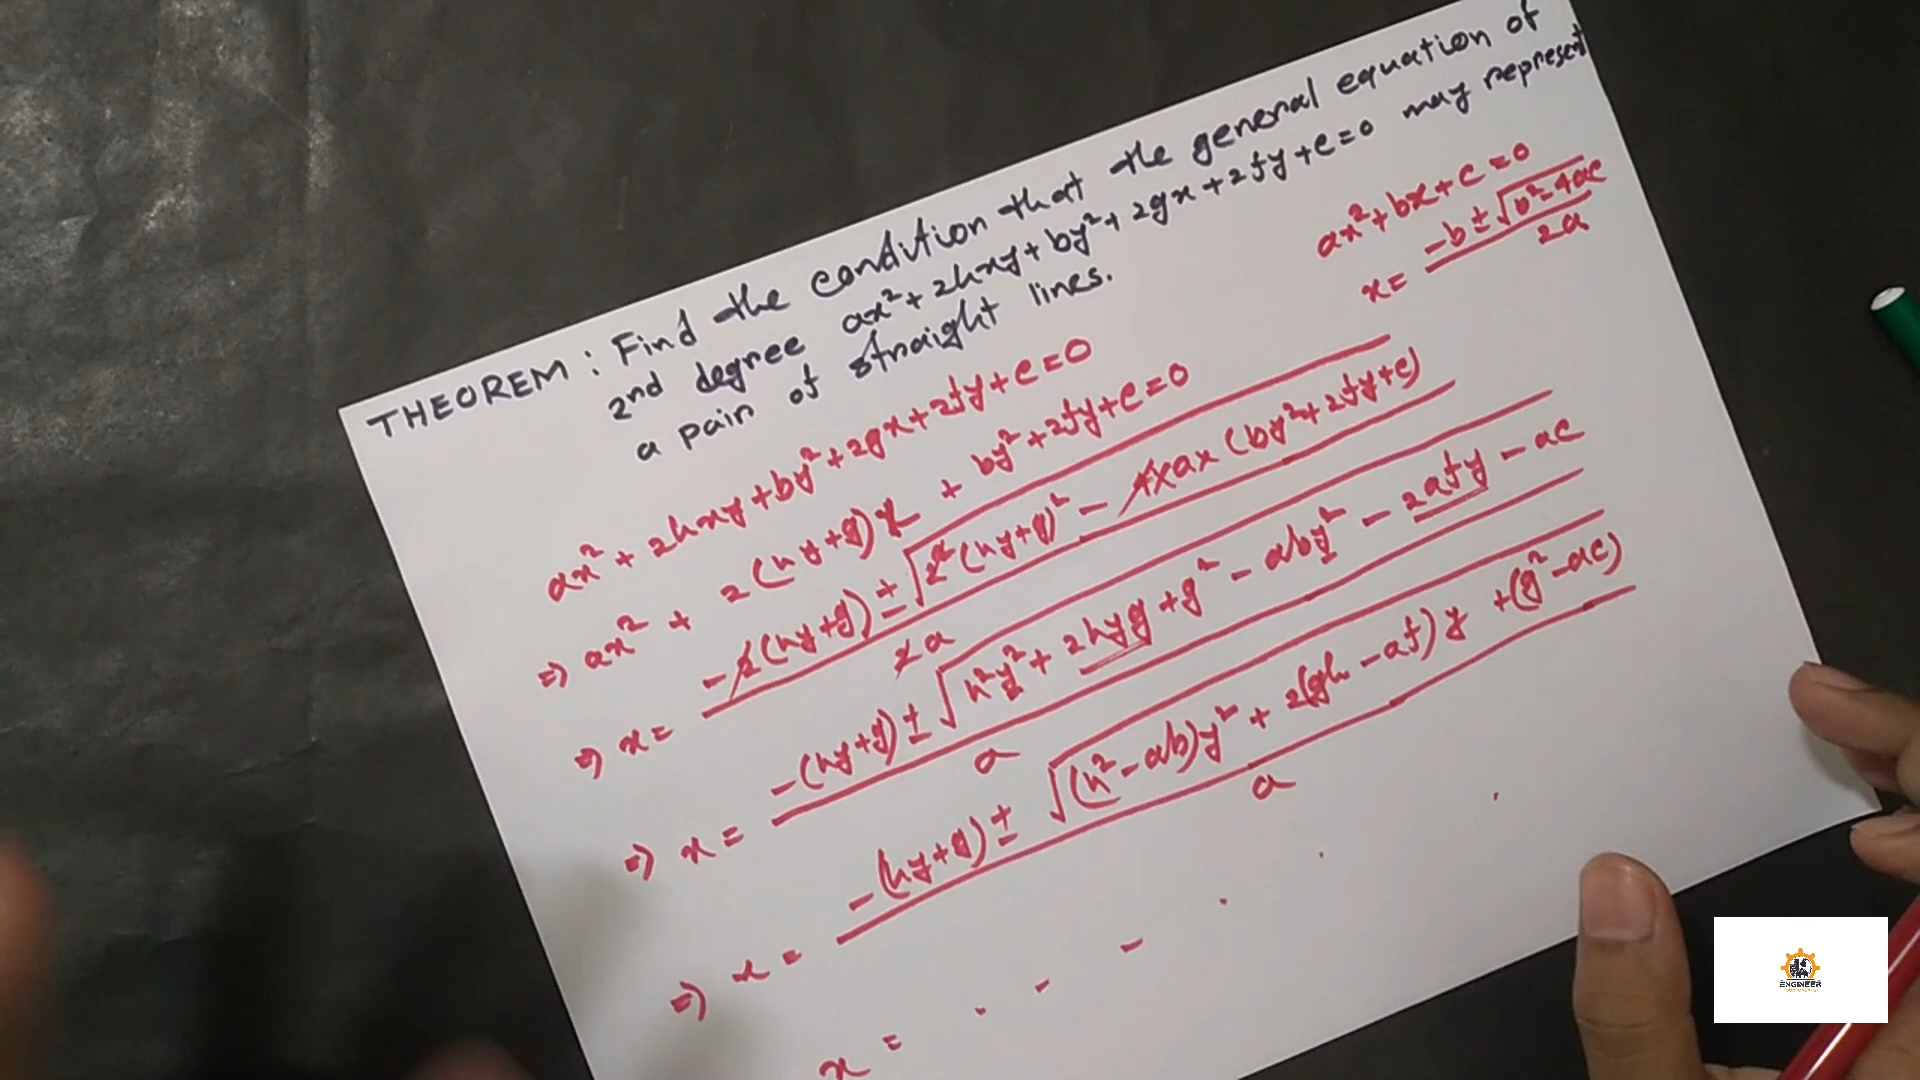 THEOREM: Find the condition that the general equation of
2nd degree ax²+2hxy+by²+2gx+2fy+c=0 may represent
a pair of straight lines.
ax²+bx+c=0
x= (-b±√(b²-4ac))/2a
ax²+2hxy+by²+2gx+2fy+c=0
⇒ ax² + 2(hy+g)x + by²+2fy+c=0
⇒ x= (-2(hy+g)±√(2²(hy+g)²-4×a×(by²+2fy+c)))/2a
⇒ x= (-(hy+g)±√(h²y²+2hyg+g²-aby²-2afy-ac))/a
⇒ x= (-(hy+g)±√((h²-ab)y²+2(gh-af)y+(g²-ac)))/a
x =
ENGINEER